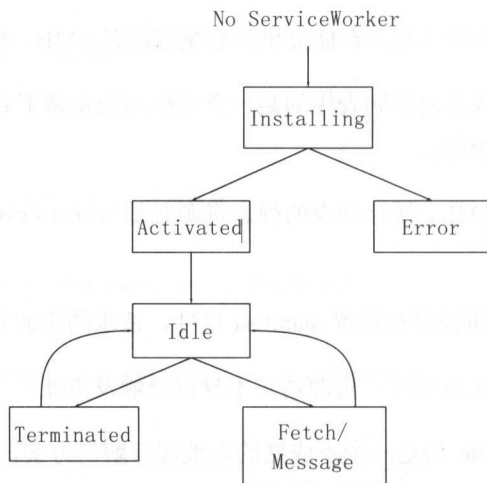 No ServiceWorker
Installing
Activated
Error
Idle
Terminated
Fetch/
Message